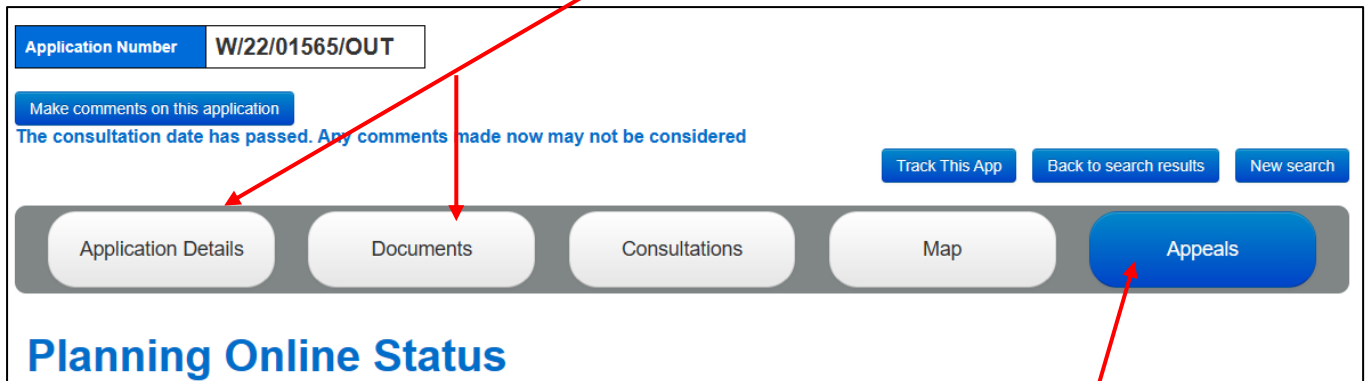 Application Number W/22/01565/OUT
Make comments on this application
The consultation date has passed. Any comments made now may not be considered
Track This App Back to search results New search
Application Details Documents Consultations Map Appeals
Planning Online Status